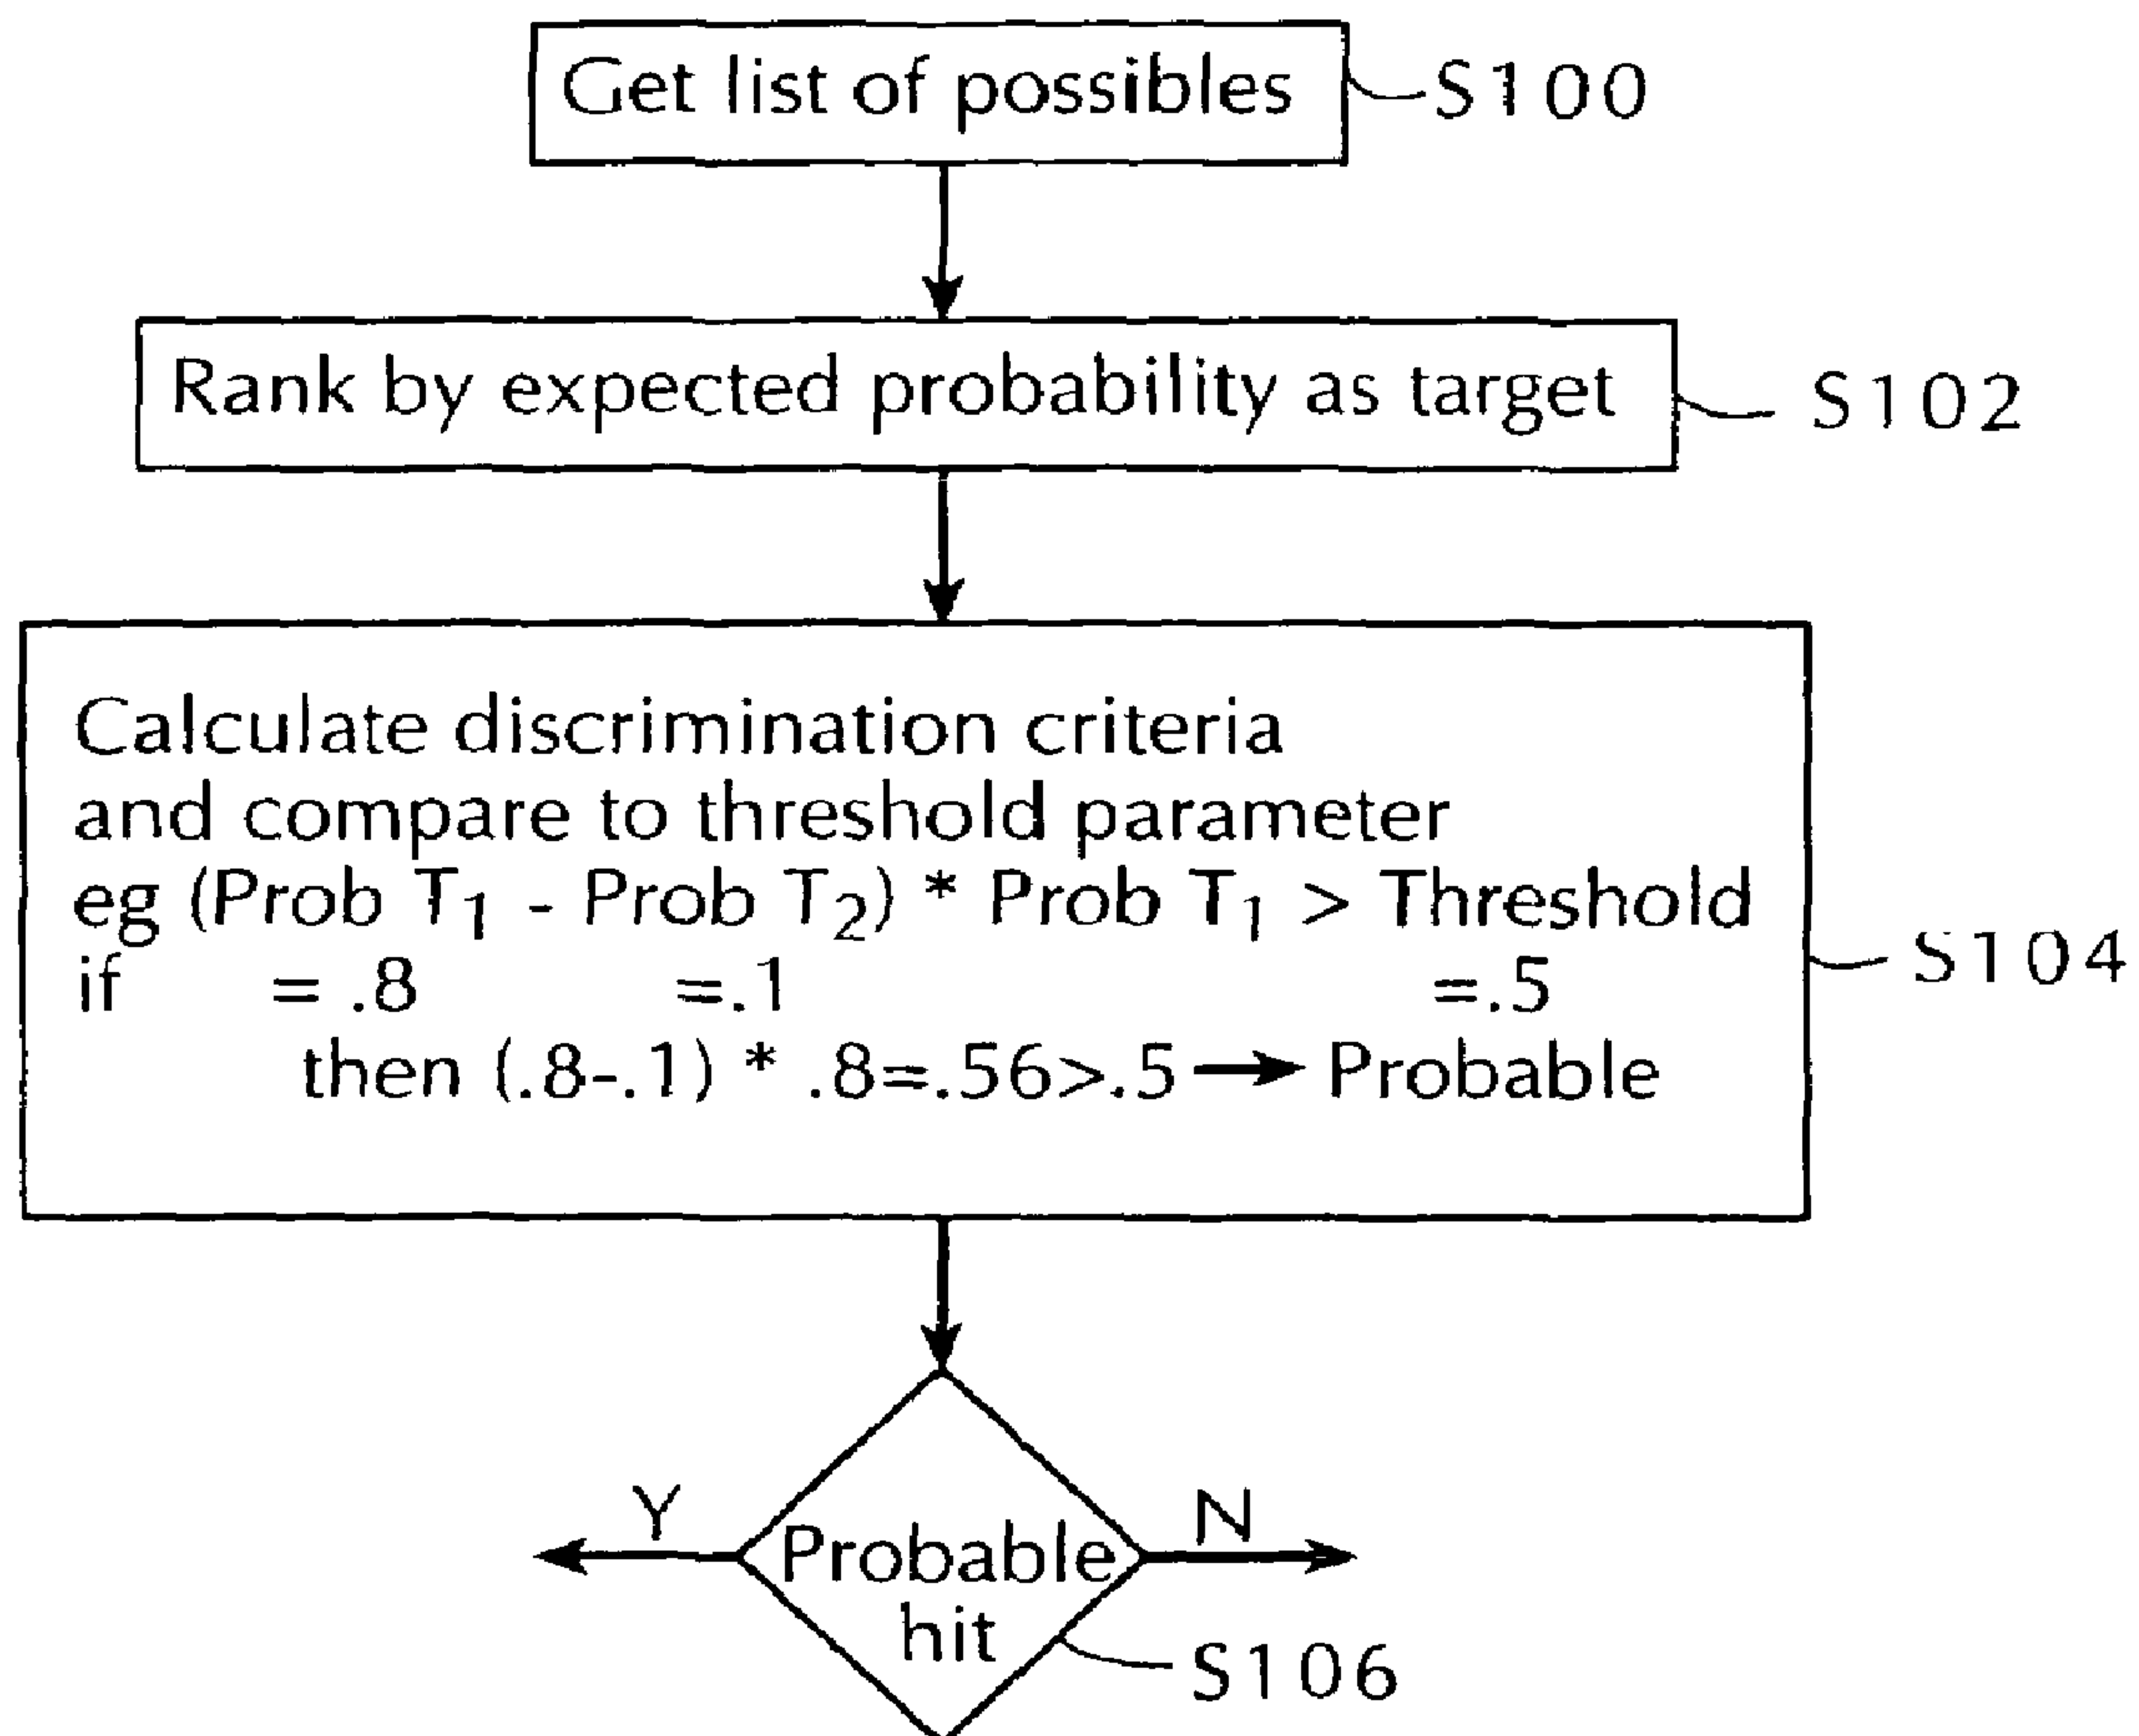 Get list of possibles
S100
Rank by expected probability as target
S102
Calculate discrimination criteria
and compare to threshold parameter
eg (Prob T1 - Prob T2) * Prob T1 > Threshold
if = .8 =.1 =.5
then (.8-.1) * .8=.56>.5 → Probable
S104
Y
N
Probable
hit
S106